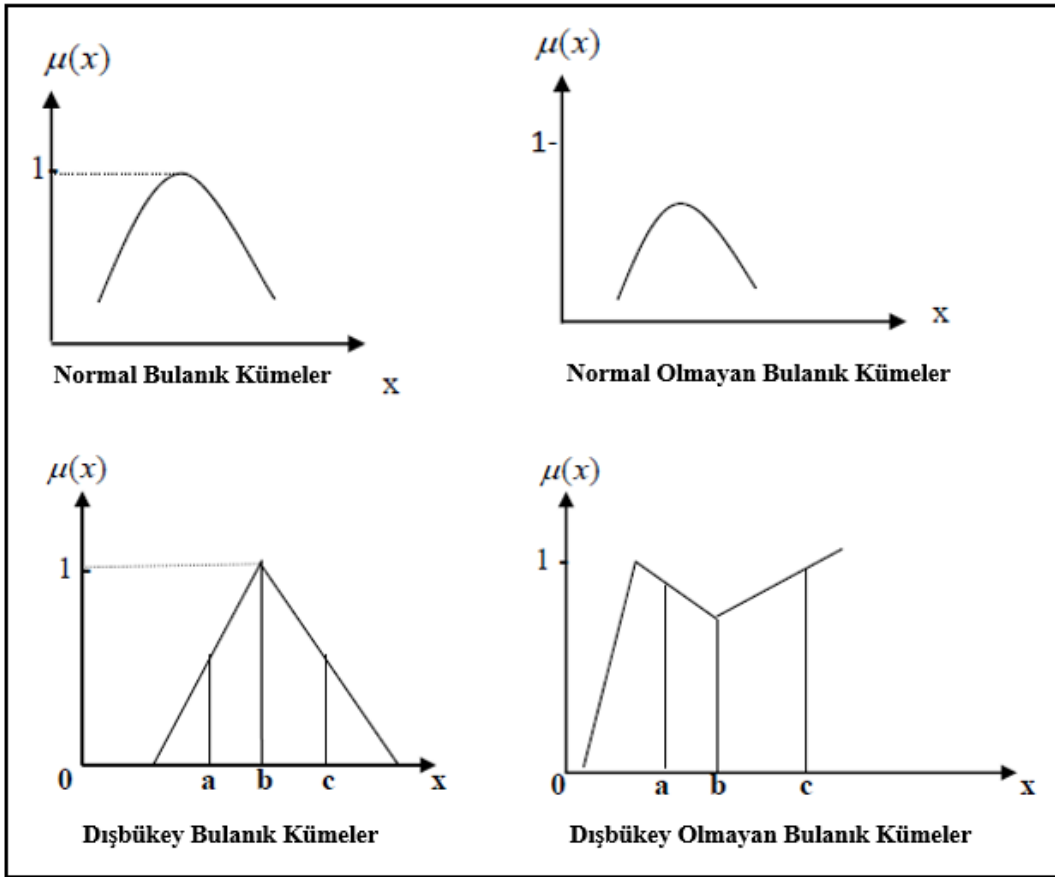 μ(x)
1
Normal Bulanık Kümeler
x
μ(x)
1-
x
Normal Olmayan Bulanık Kümeler
μ(x)
1
0
a b c x
Dışbükey Bulanık Kümeler
μ(x)
1
0
a b c x
Dışbükey Olmayan Bulanık Kümeler